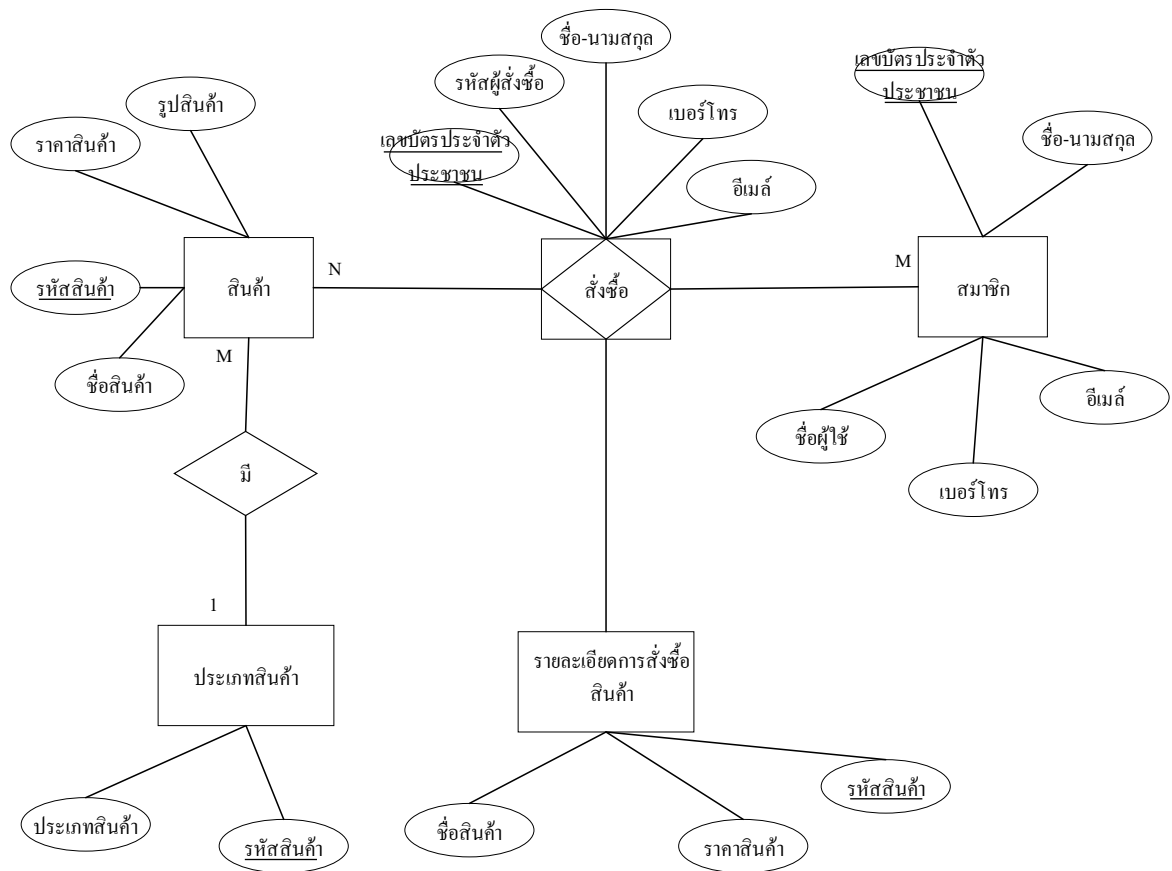 ชื่อ-นามสกุล
รหัสผู้สั่งซื้อ
เลขบัตรประจำตัว
ประชาชน
เบอร์โทร
อีเมล์
เลขบัตรประจำตัว
ประชาชน
ชื่อ-นามสกุล
รูปสินค้า
ราคาสินค้า
รหัสสินค้า
ชื่อสินค้า
สินค้า
N
สั่งซื้อ
M
สมาชิก
M
ชื่อผู้ใช้
เบอร์โทร
อีเมล์
มี
1
ประเภทสินค้า
รายละเอียดการสั่งซื้อ
สินค้า
ประเภทสินค้า
รหัสสินค้า
ชื่อสินค้า
ราคาสินค้า
รหัสสินค้า